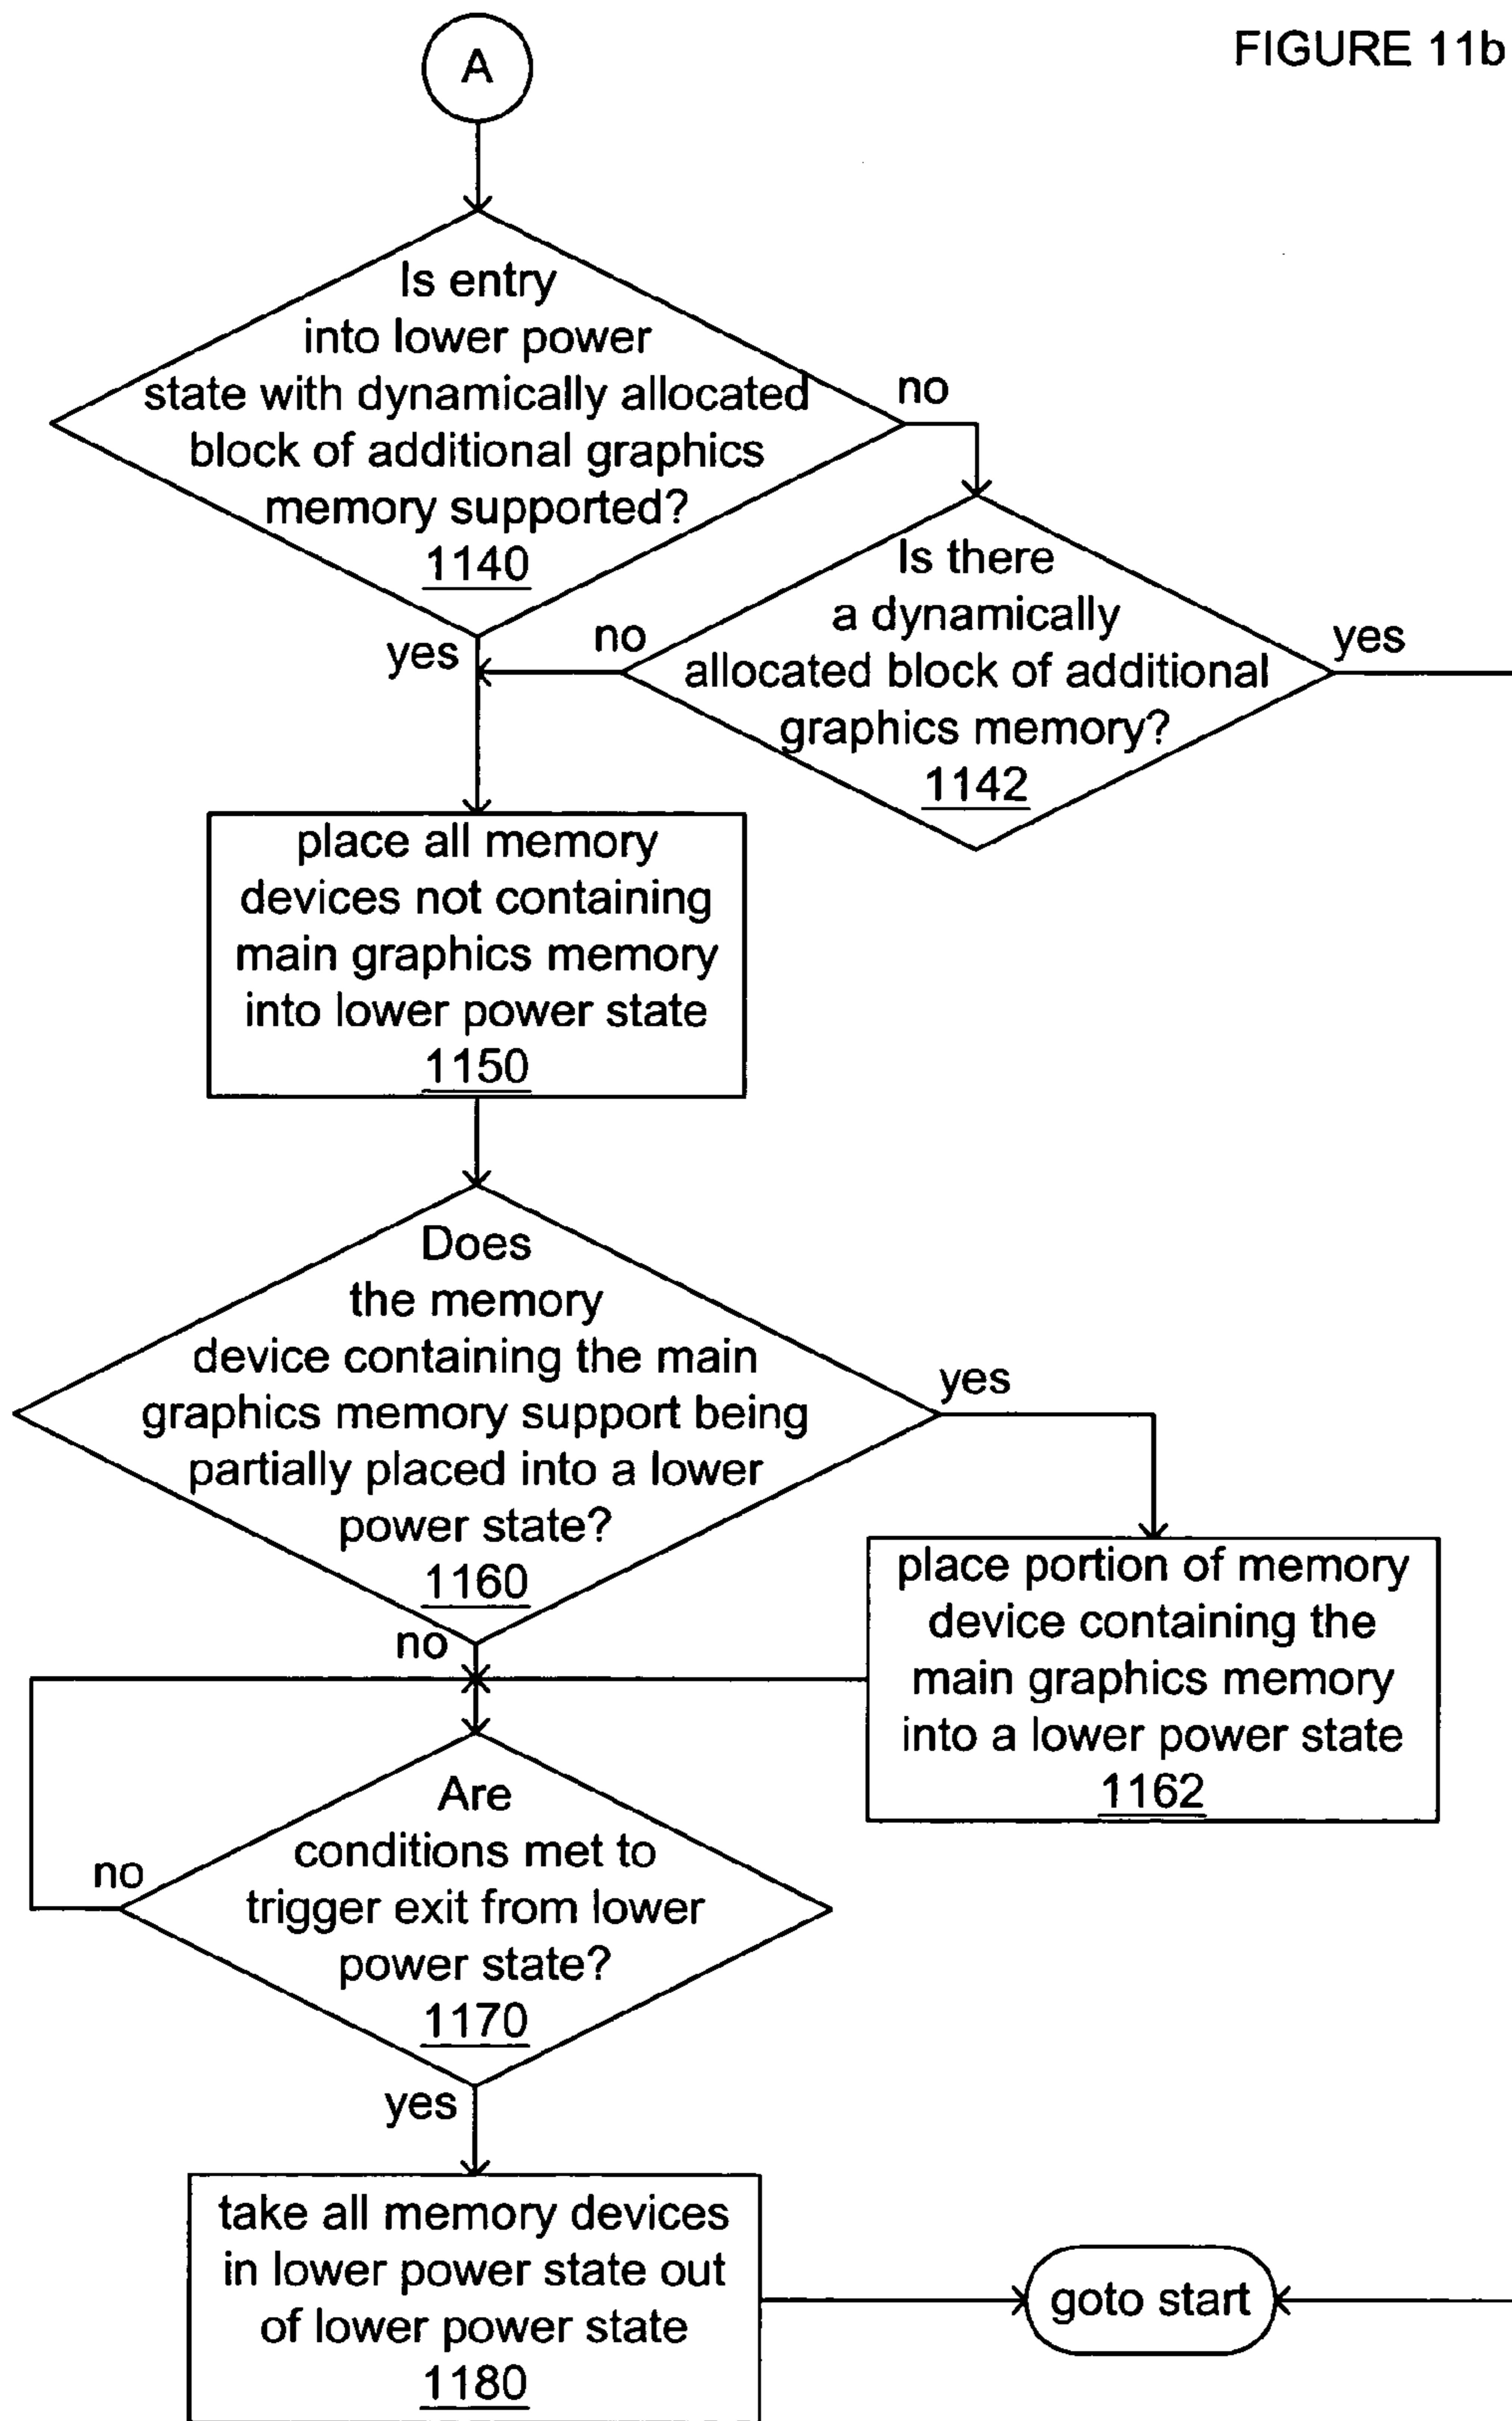 FIGURE 11b
A
Is entry
into lower power
state with dynamically allocated
block of additional graphics
memory supported?
1140
no
yes
Is there
a dynamically
allocated block of additional
graphics memory?
1142
no
yes
place all memory
devices not containing
main graphics memory
into lower power state
1150
Does
the memory
device containing the main
graphics memory support being
partially placed into a lower
power state?
1160
yes
no
place portion of memory
device containing the
main graphics memory
into a lower power state
1162
Are
conditions met to
trigger exit from lower
power state?
1170
no
yes
take all memory devices
in lower power state out
of lower power state
1180
goto start